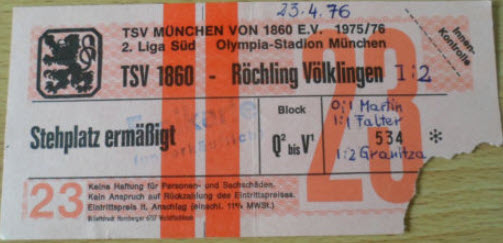 23.4.76
TSV MÜNCHEN VON 1860 E.V. 1975/76
2. Liga Süd Olympia-Stadion München
Innen-
Kontrolle
TSV 1860 - Röchling Völklingen 1:2
Stehplatz ermäßigt
Block
Q² bis V¹
0:1 Martin
1:1 Falter
534 *
1:2 Granitza
23
23
Keine Haftung für Personen- und Sachschäden.
Kein Anspruch auf Rückzahlung des Eintrittspreises.
Eintrittspreis lt. Anschlag (einschl. 11% MWSt.)